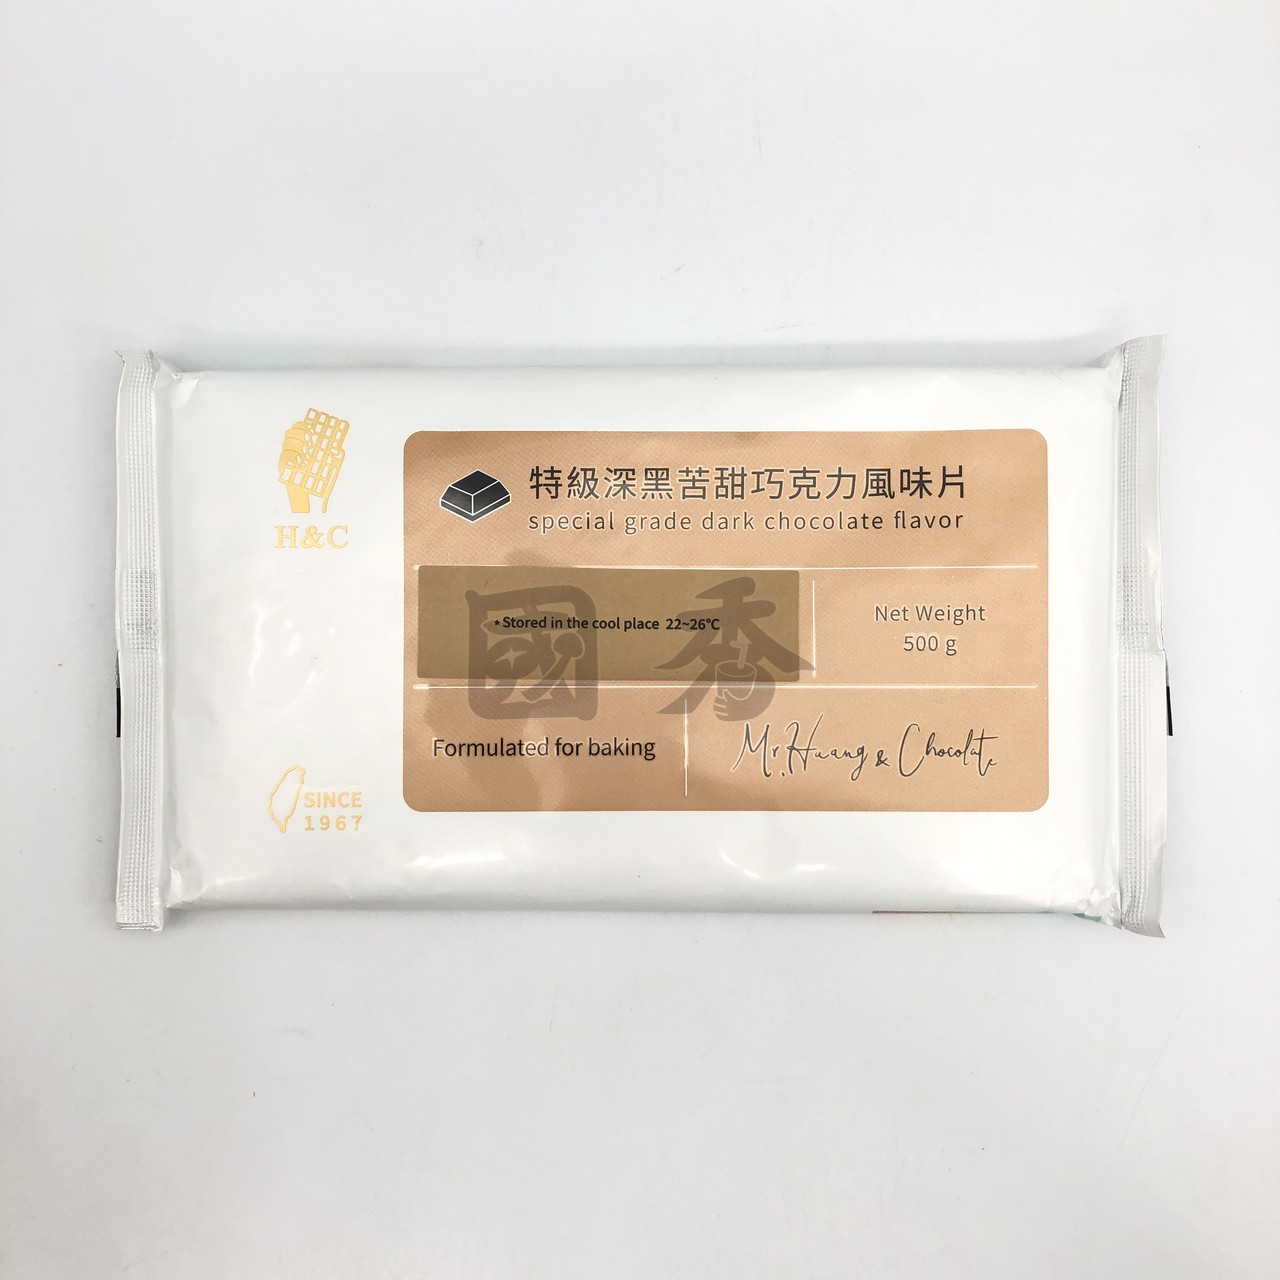 H&C
特級深黑苦甜巧克力風味片
special grade dark chocolate flavor
*Stored in the cool place 22~26℃
國香
Net Weight
500 g
Formulated for baking
Mr. Huang & Chocolate
SINCE
1967